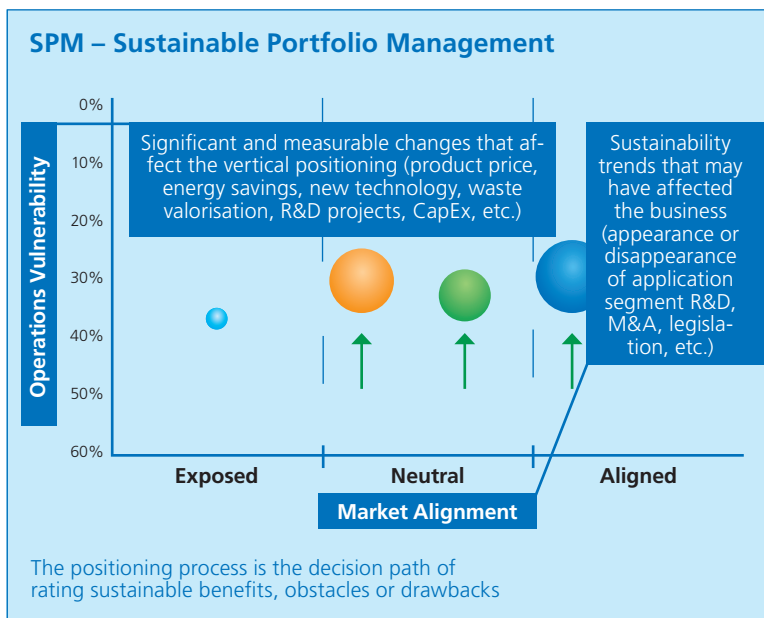 SPM – Sustainable Portfolio Management
0%
10%
20%
30%
40%
50%
60%
Operations Vulnerability
Significant and measurable changes that af-
fect the vertical positioning (product price,
energy savings, new technology, waste
valorisation, R&D projects, CapEx, etc.)
Sustainability
trends that may
have affected
the business
(appearance or
disappearance
of application
segment R&D,
M&A, legisla-
tion, etc.)
Exposed
Neutral
Aligned
Market Alignment
The positioning process is the decision path of
rating sustainable benefits, obstacles or drawbacks